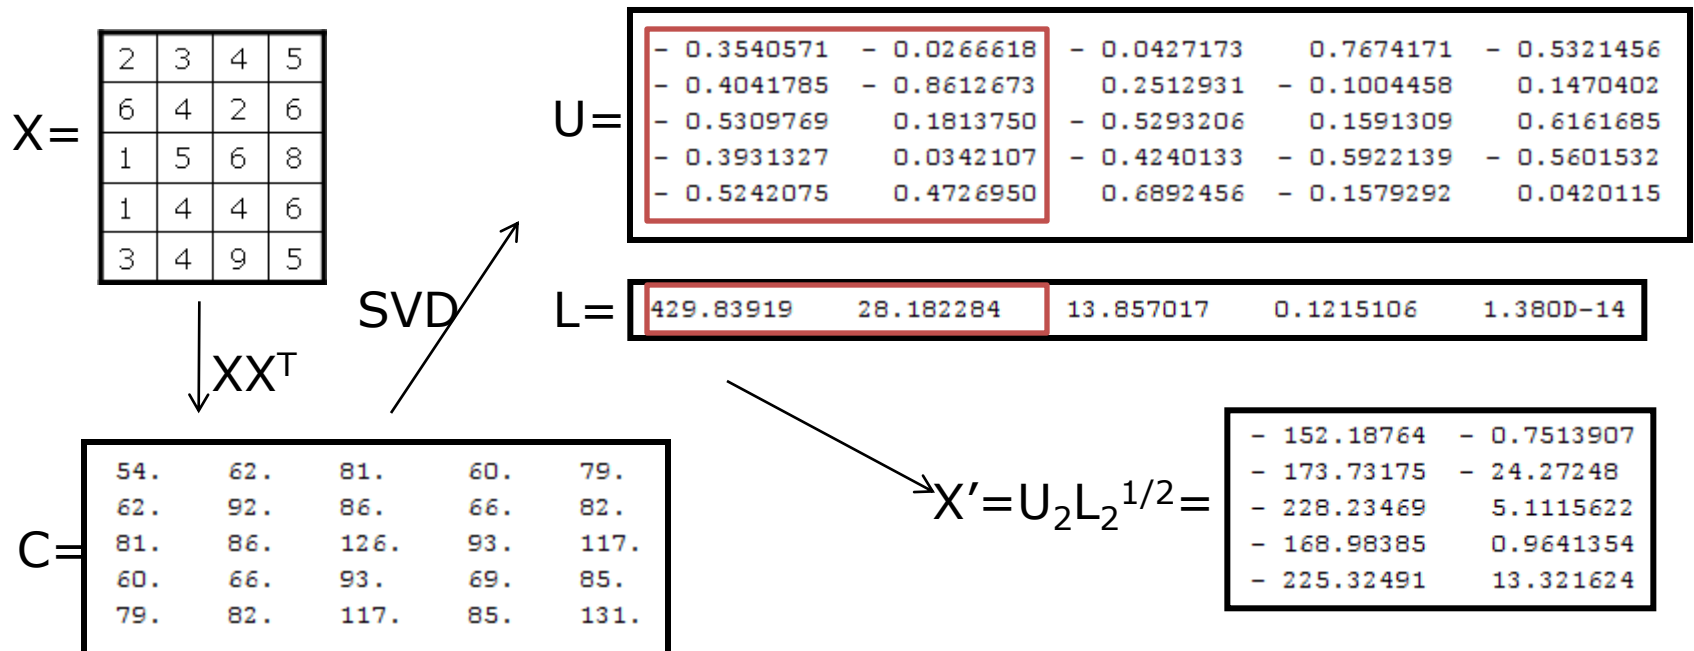 X=
2 3 4 5
6 4 2 6
1 5 6 8
1 4 4 6
3 4 9 5
U=
- 0.3540571 - 0.0266618 - 0.0427173 0.7674171 - 0.5321456
- 0.4041785 - 0.8612673 0.2512931 - 0.1004458 0.1470402
- 0.5309769 0.1813750 - 0.5293206 0.1591309 0.6161685
- 0.3931327 0.0342107 - 0.4240133 - 0.5922139 - 0.5601532
- 0.5242075 0.4726950 0.6892456 - 0.1579292 0.0420115
SVD
L=
429.83919 28.182284 13.857017 0.1215106 1.380D-14
XXᵀ
C=
54. 62. 81. 60. 79.
62. 92. 86. 66. 82.
81. 86. 126. 93. 117.
60. 66. 93. 69. 85.
79. 82. 117. 85. 131.
X′=U₂L₂¹/²=
- 152.18764 - 0.7513907
- 173.73175 - 24.27248
- 228.23469 5.1115622
- 168.98385 0.9641354
- 225.32491 13.321624